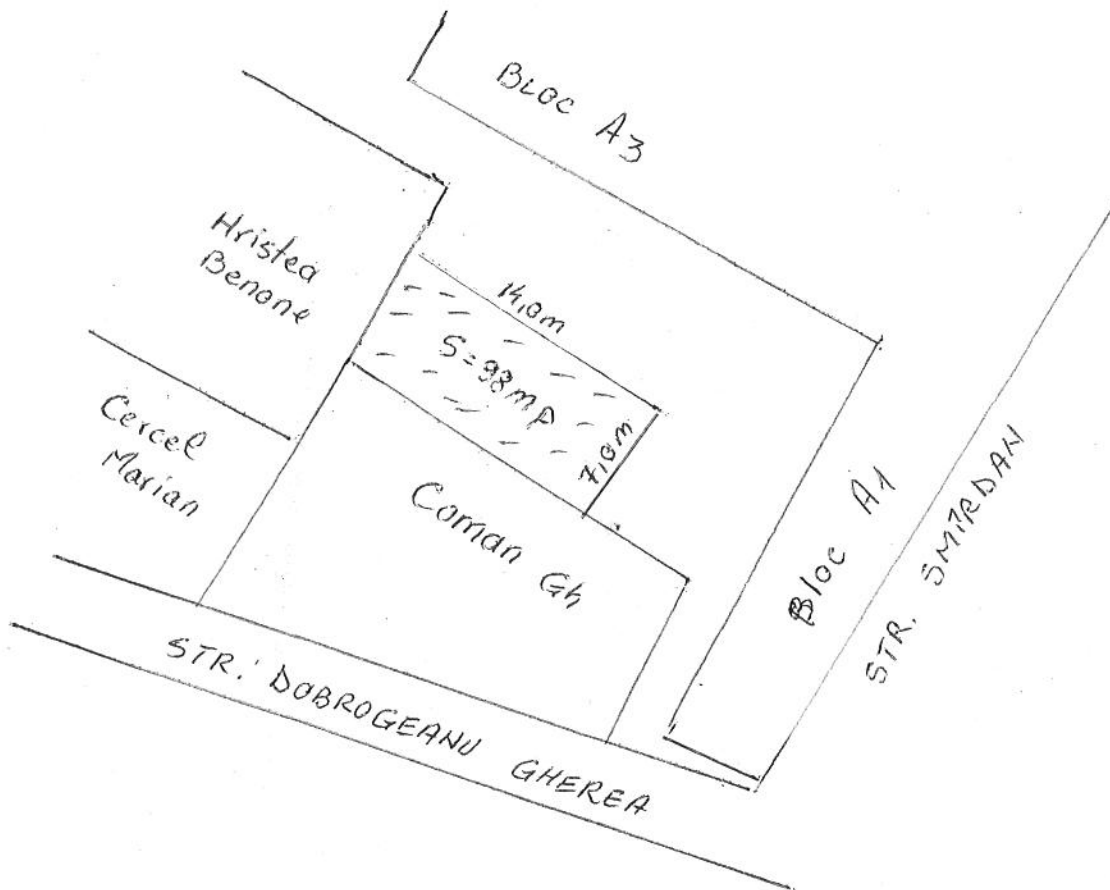 BLOC A3
Hristea
Benone
14,0m
S=98mp
7,0m
Cercel
Marian
Coman Gh
BLOC A1
STR. SMÎRDAN
STR. DOBROGEANU GHEREA